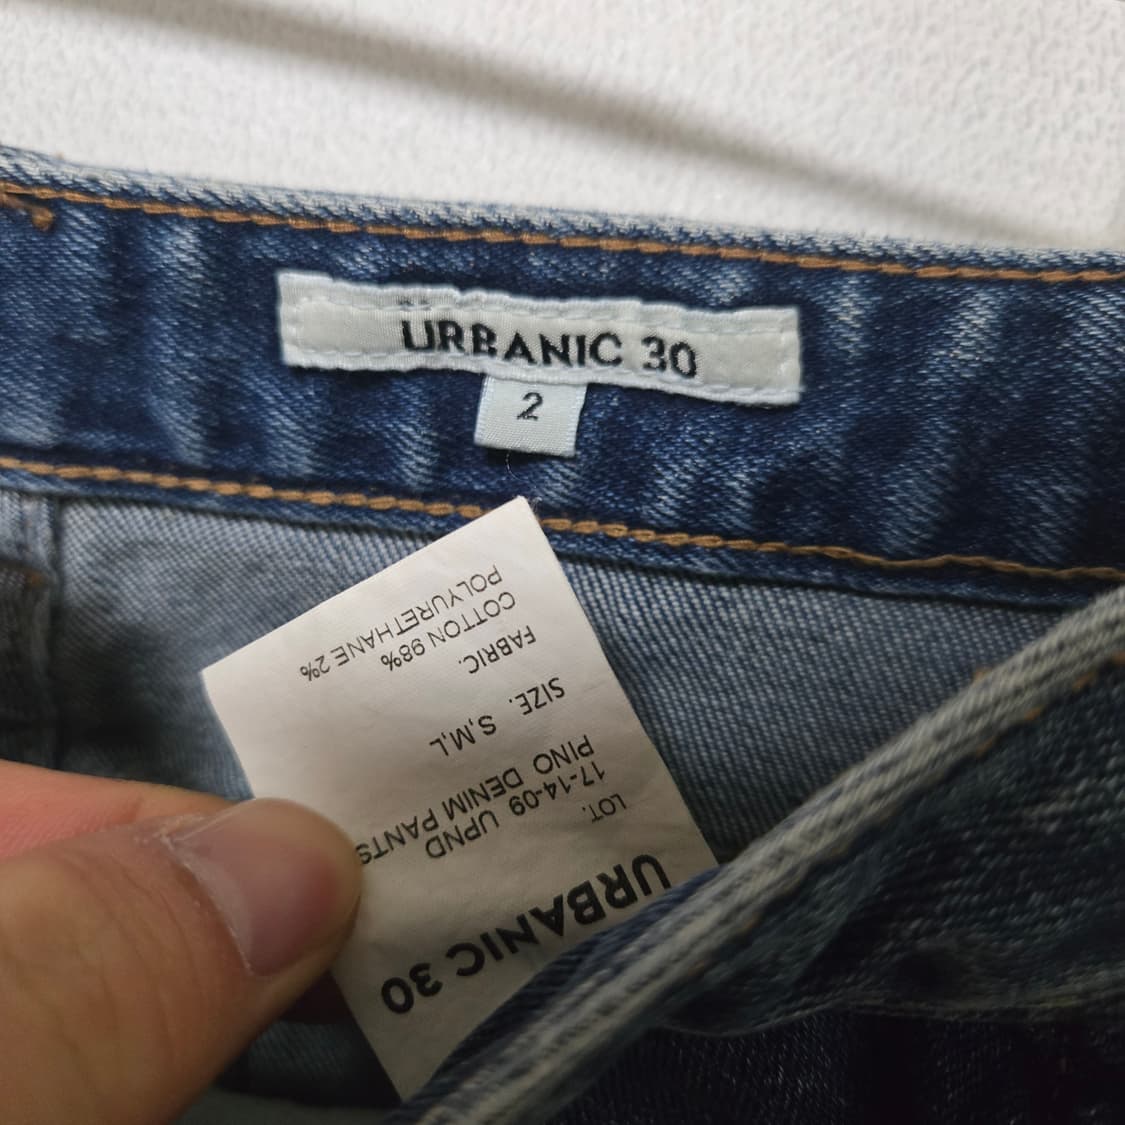 URBANIC 30
2
URBANIC 30
LOT.
17-14-09 UPND
PINO DENIM PANTS
SIZE. S,M,L
FABRIC.
COTTON 98%
POLYURETHANE 2%